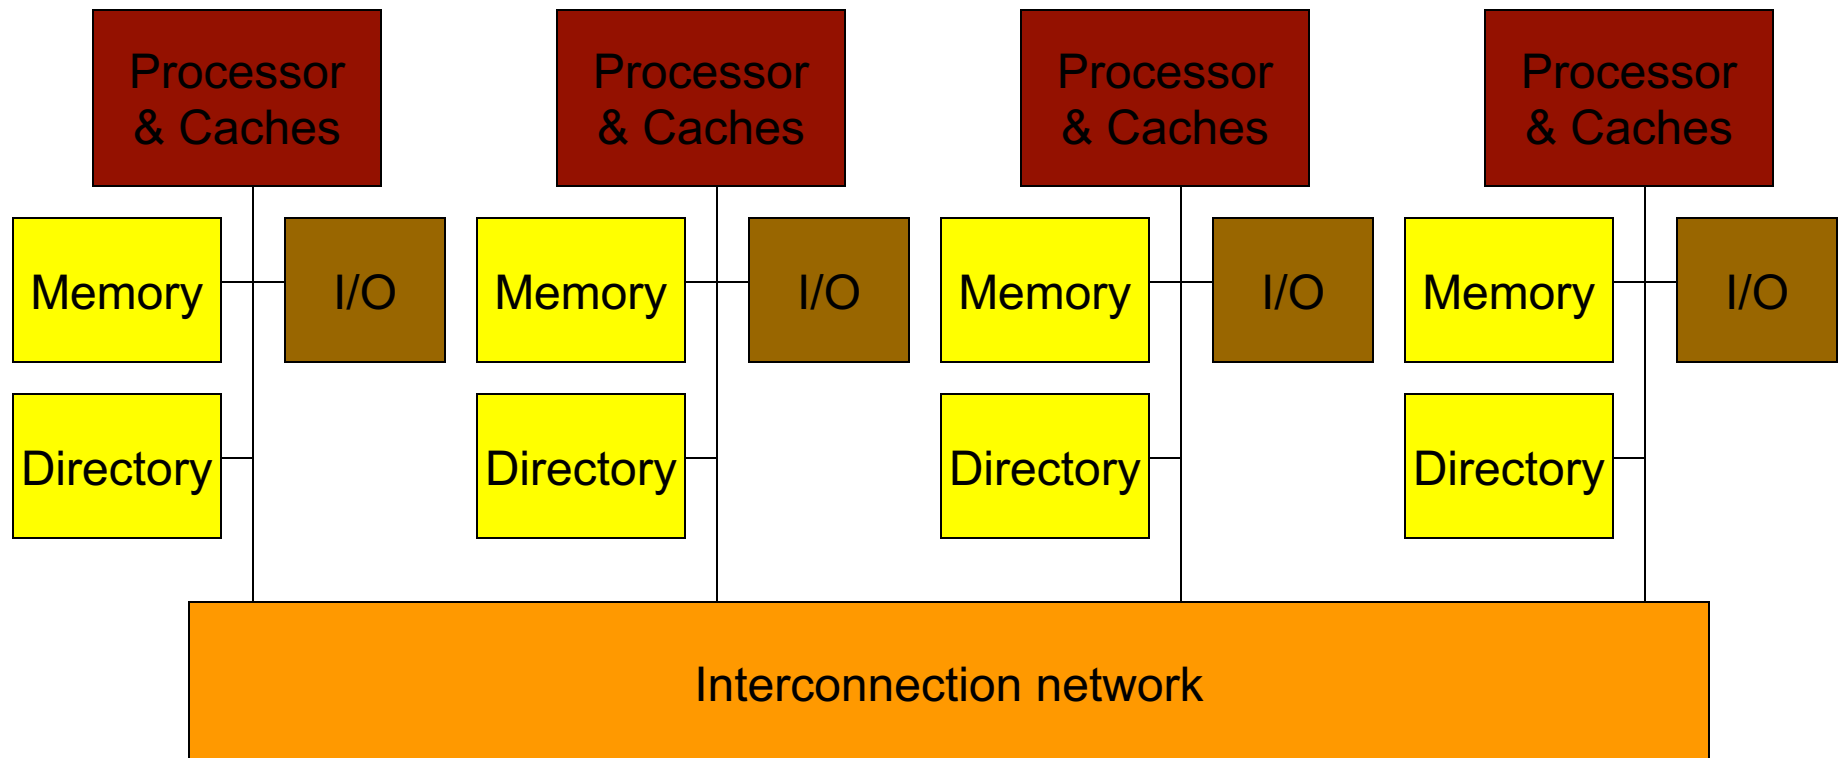 Processor
& Caches
Processor
& Caches
Processor
& Caches
Processor
& Caches
Memory
I/O
Memory
I/O
Memory
I/O
Memory
I/O
Directory
Directory
Directory
Directory
Interconnection network